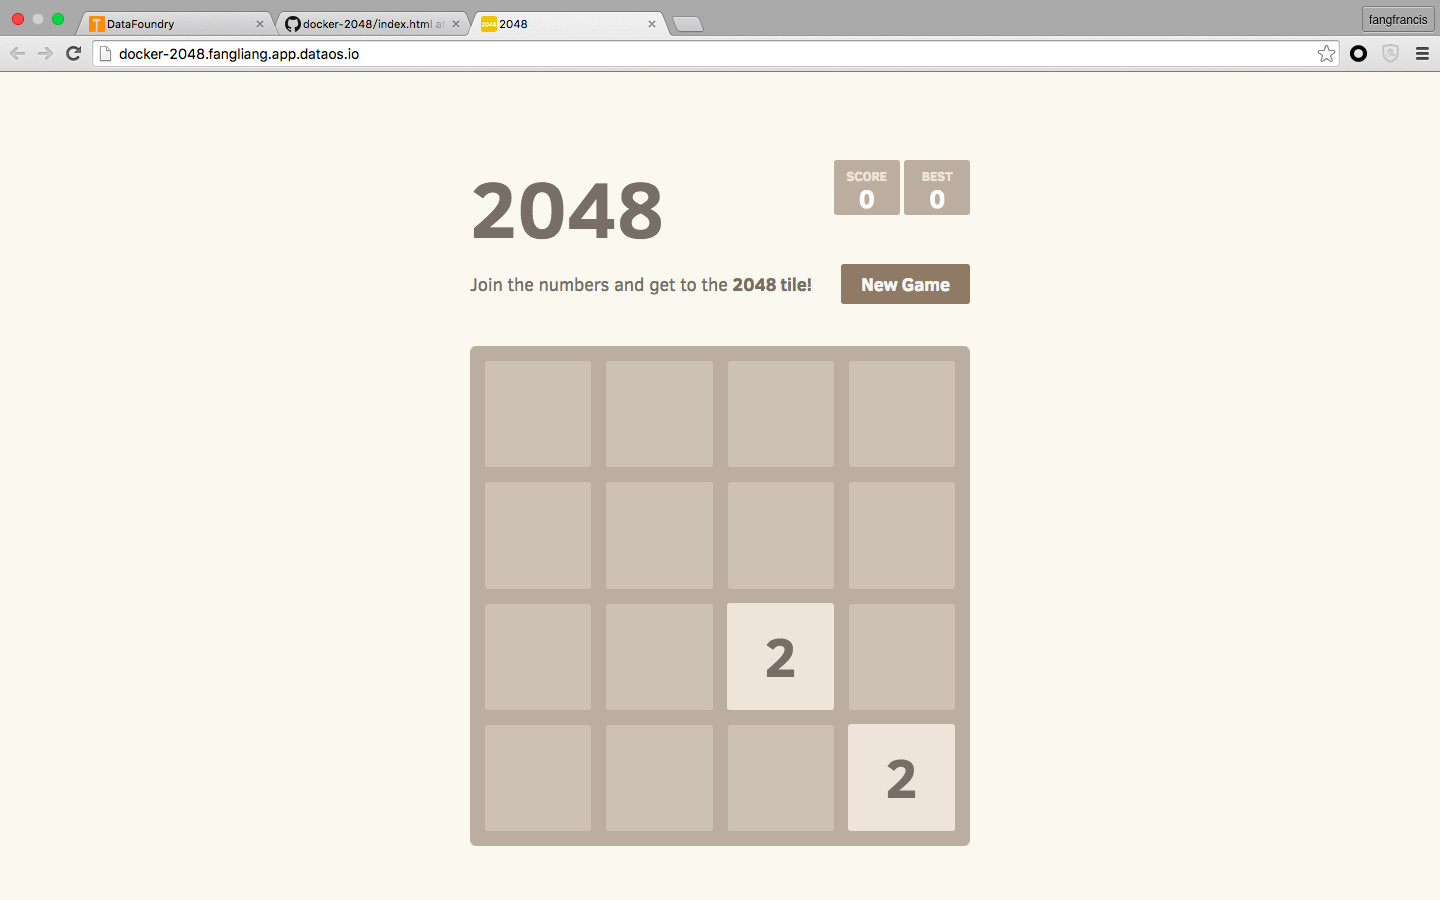 DataFoundry
docker-2048/index.html at
2048
2048
fangfrancis
docker-2048.fangliang.app.dataos.io
2048
SCORE
0
BEST
0
Join the numbers and get to the 2048 tile!
New Game
2
2